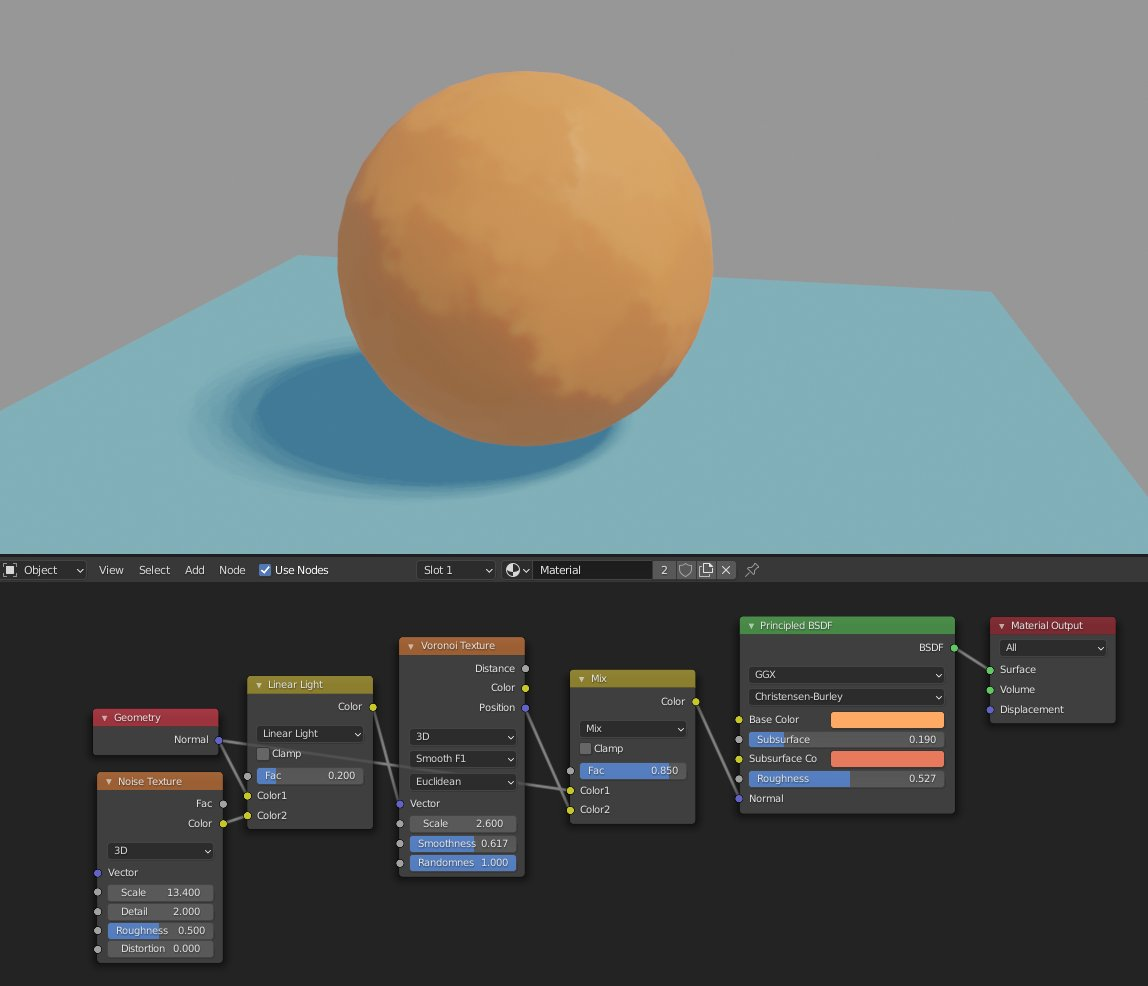 Object View Select Add Node Use Nodes Slot 1 Material 2
Geometry
Normal
Noise Texture
Fac
Color
3D
Vector
Scale 13.400
Detail 2.000
Roughness 0.500
Distortion 0.000
Linear Light
Color
Linear Light
Clamp
Fac 0.200
Color1
Color2
Voronoi Texture
Distance
Color
Position
3D
Smooth F1
Euclidean
Vector
Scale 2.600
Smoothness 0.617
Randomnes 1.000
Mix
Color
Mix
Clamp
Fac 0.850
Color1
Color2
Principled BSDF
BSDF
GGX
Christensen-Burley
Base Color
Subsurface 0.190
Subsurface Co
Roughness 0.527
Normal
Material Output
All
Surface
Volume
Displacement